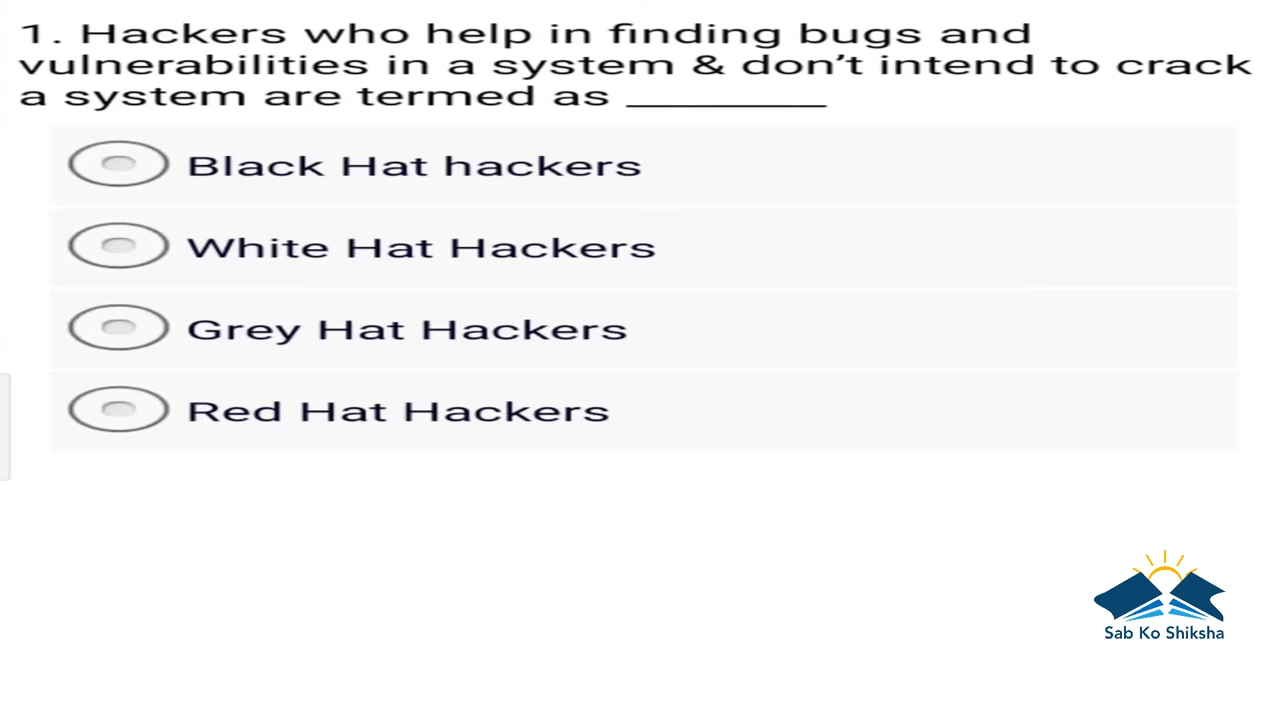 1. Hackers who help in finding bugs and
vulnerabilities in a system & don't intend to crack
a system are termed as ________
Black Hat hackers
White Hat Hackers
Grey Hat Hackers
Red Hat Hackers
Sab Ko Shiksha